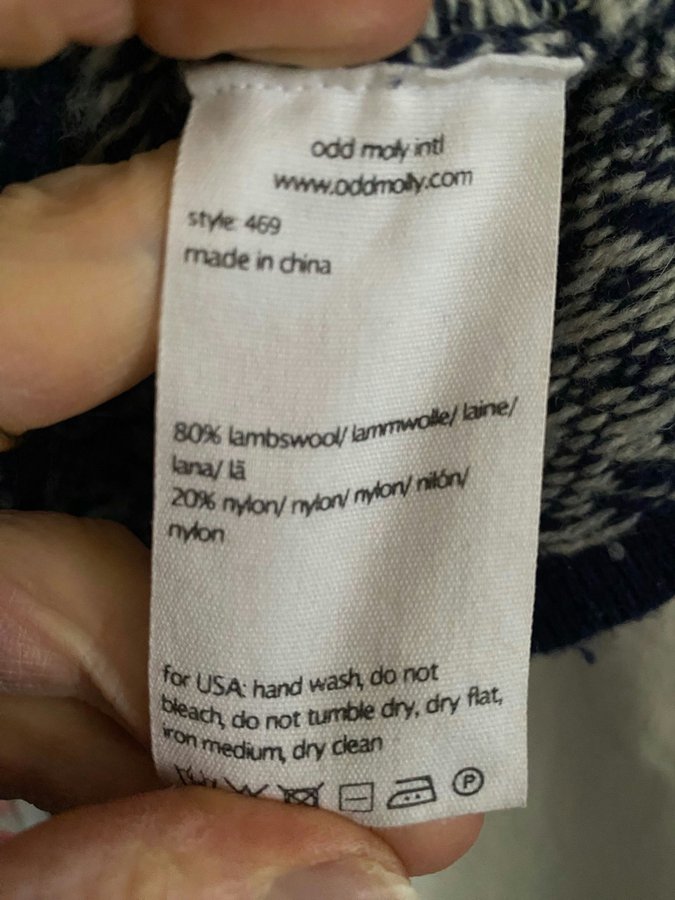 odd molly intl
www.oddmolly.com
style: 469
made in china
80% lambswool/ lammwolle/ laine/
lana/ lã
20% nylon/ nylon/ nylon/ nilón/
nylon
for USA: hand wash, do not
bleach, do not tumble dry, dry flat,
iron medium, dry clean
P